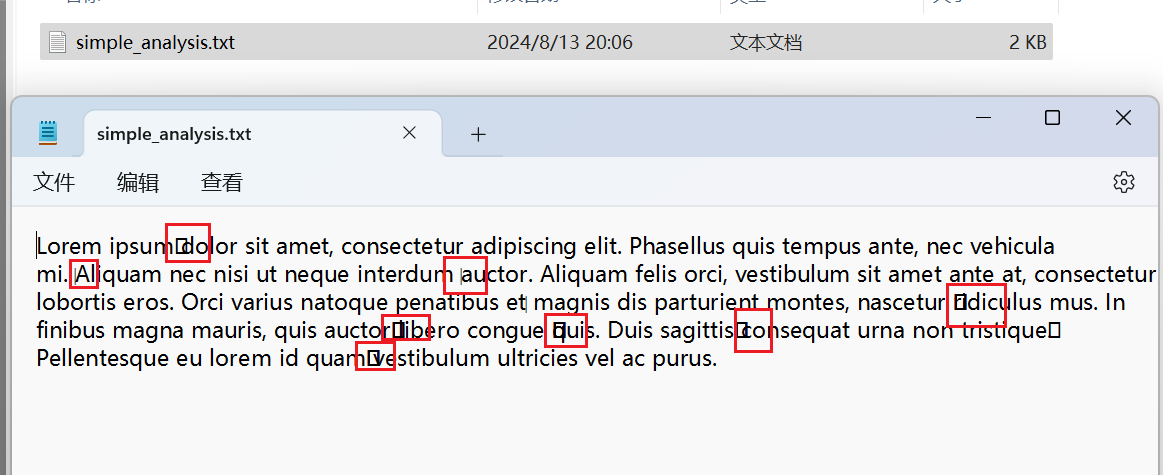 simple_analysis.txt 2024/8/13 20:06 文本文档 2 KB
simple_analysis.txt
文件 编辑 查看
Lorem ipsum dolor sit amet, consectetur adipiscing elit. Phasellus quis tempus ante, nec vehicula
mi. Aliquam nec nisi ut neque interdum auctor. Aliquam felis orci, vestibulum sit amet ante at, consectetur
lobortis eros. Orci varius natoque penatibus et magnis dis parturient montes, nascetur ridiculus mus. In
finibus magna mauris, quis auctor libero congue quis. Duis sagittis consequat urna non tristique
Pellentesque eu lorem id quam vestibulum ultricies vel ac purus.